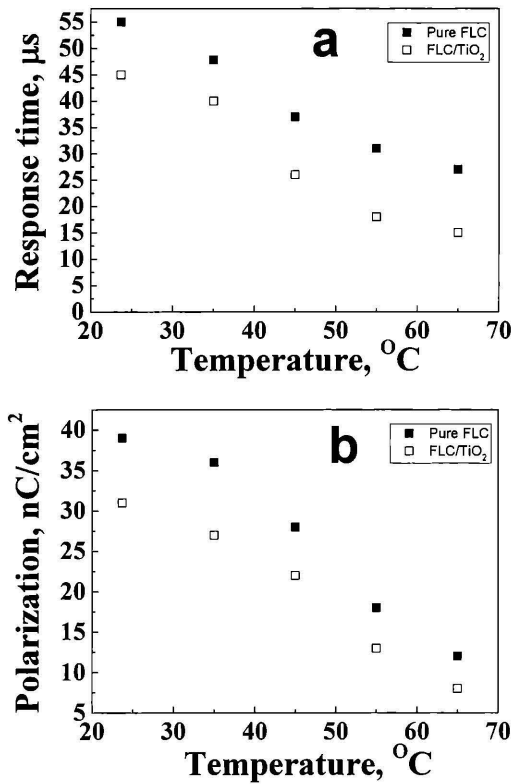 a
Pure FLC
FLC/TiO₂
Response time, μs
55
50
45
40
35
30
25
20
15
10
5
0
20 30 40 50 60 70
Temperature, ᴼC
b
Pure FLC
FLC/TiO₂
Polarization, nC/cm²
40
35
30
25
20
15
10
5
20 30 40 50 60 70
Temperature, ᴼC